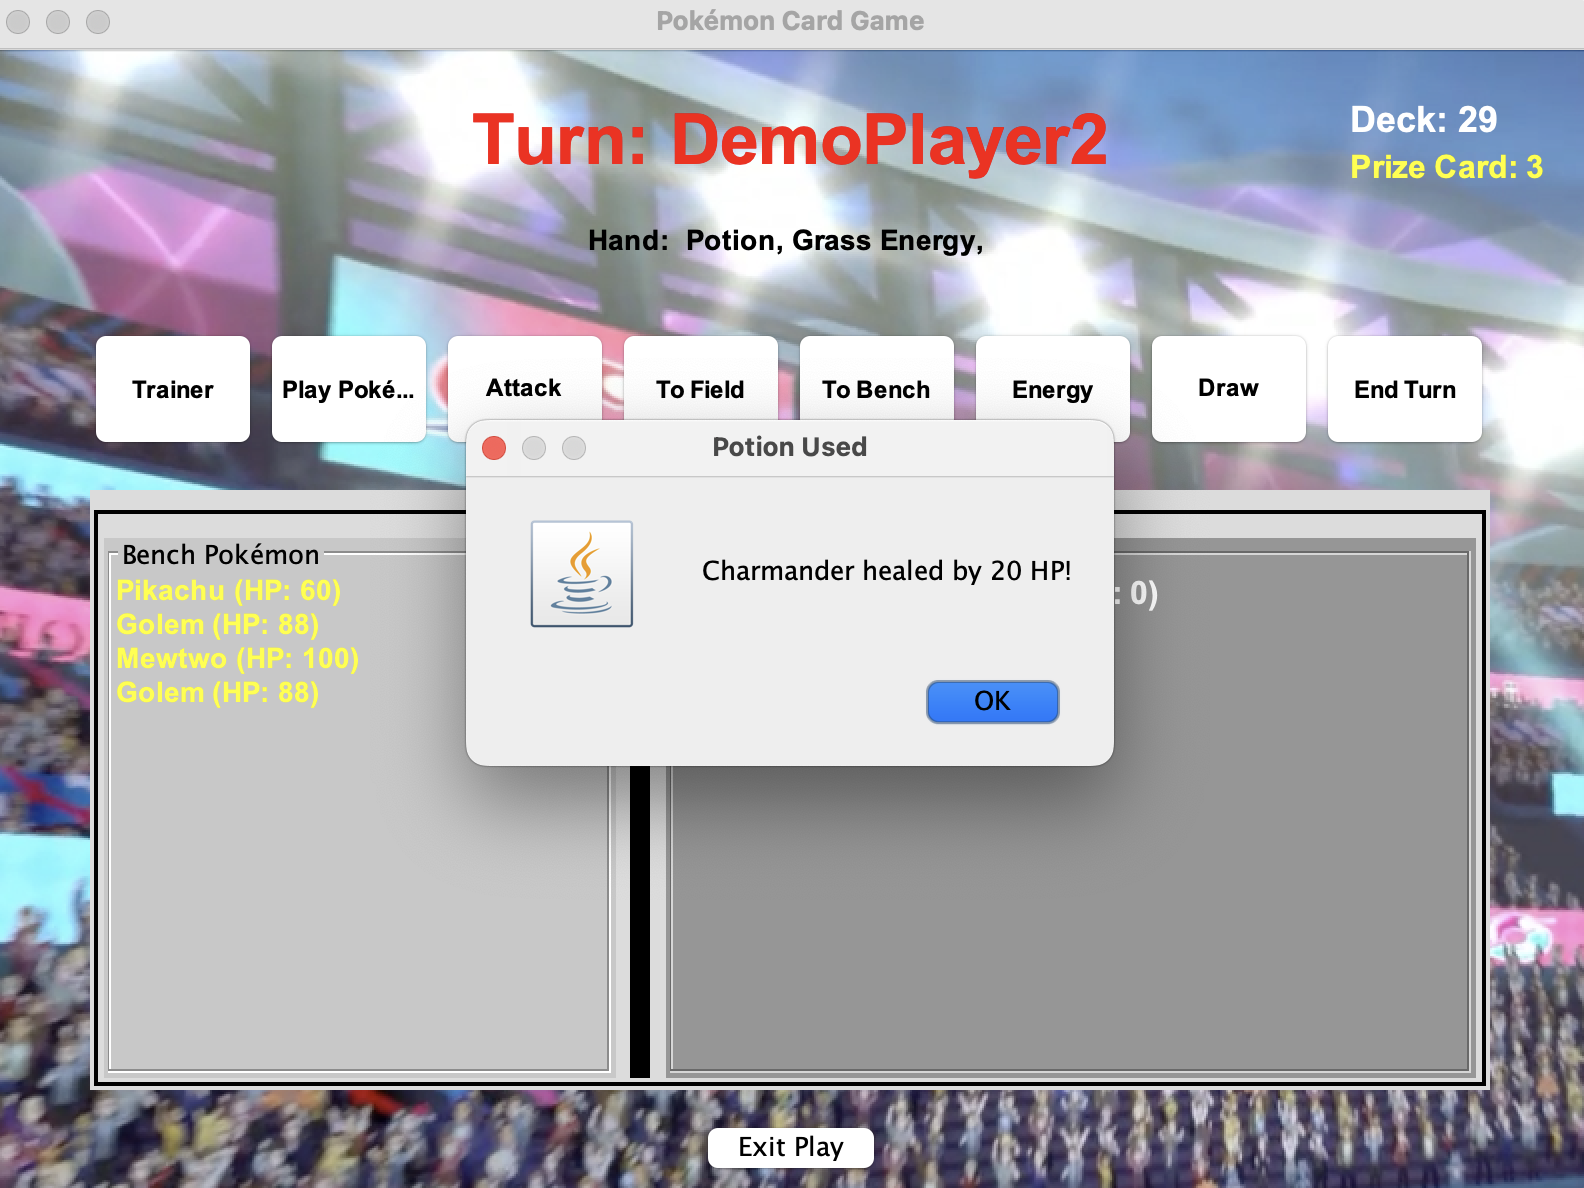 Pokémon Card Game
Turn: DemoPlayer2
Deck: 29
Prize Card: 3
Hand:  Potion, Grass Energy,
Trainer
Play Poké...
Attack
To Field
To Bench
Energy
Draw
End Turn
Potion Used
Charmander healed by 20 HP!
OK
Bench Pokémon
Pikachu (HP: 60)
Golem (HP: 88)
Mewtwo (HP: 100)
Golem (HP: 88)
: 0)
Exit Play